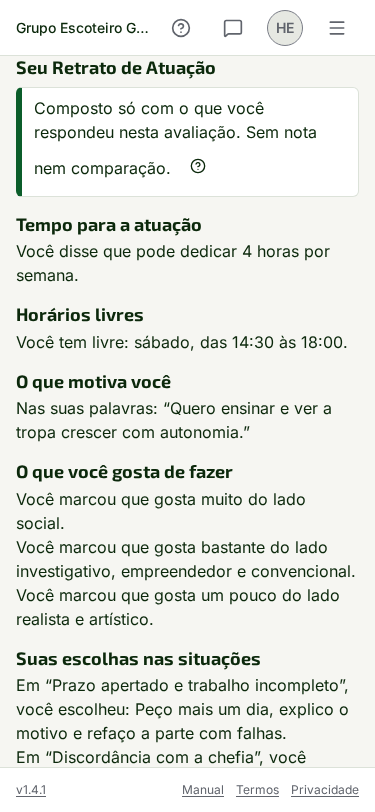 Grupo Escoteiro G...
HE
Seu Retrato de Atuação
Composto só com o que você
respondeu nesta avaliação. Sem nota
nem comparação.
Tempo para a atuação
Você disse que pode dedicar 4 horas por
semana.
Horários livres
Você tem livre: sábado, das 14:30 às 18:00.
O que motiva você
Nas suas palavras: “Quero ensinar e ver a
tropa crescer com autonomia.”
O que você gosta de fazer
Você marcou que gosta muito do lado
social.
Você marcou que gosta bastante do lado
investigativo, empreendedor e convencional.
Você marcou que gosta um pouco do lado
realista e artístico.
Suas escolhas nas situações
Em “Prazo apertado e trabalho incompleto”,
você escolheu: Peço mais um dia, explico o
motivo e refaço a parte com falhas.
Em “Discordância com a chefia”, você
v1.4.1
Manual Termos Privacidade